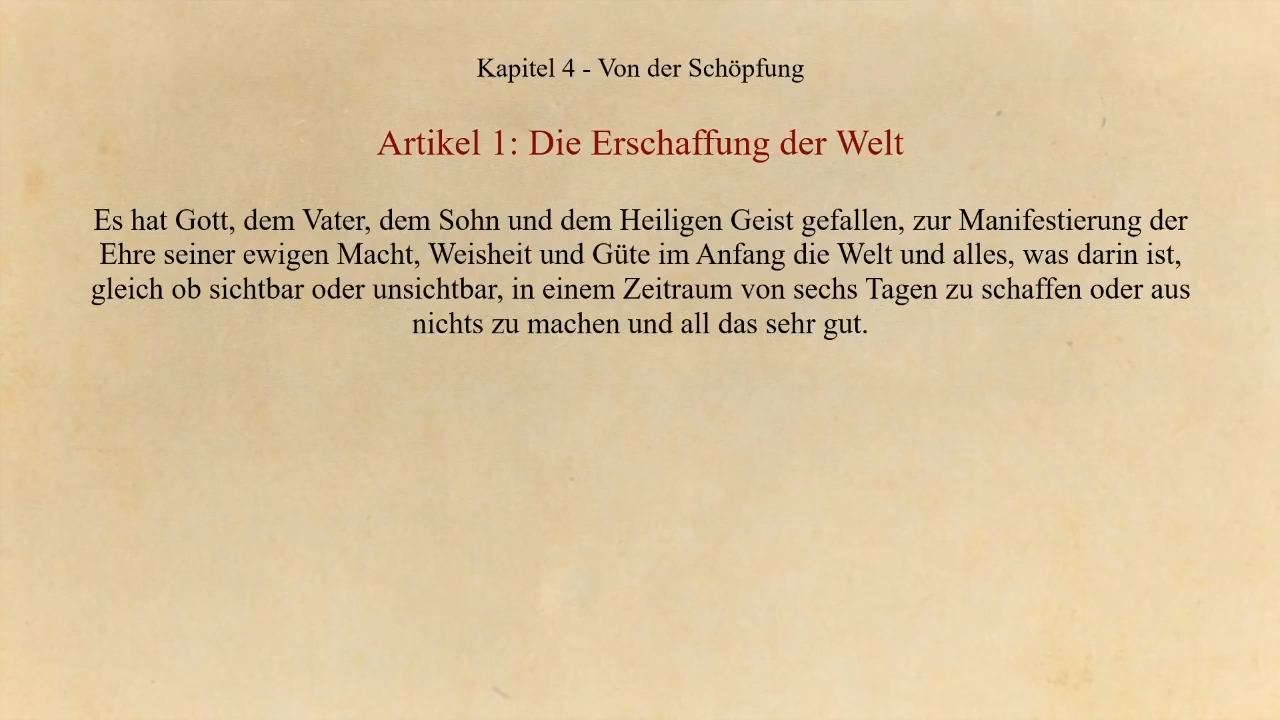 Kapitel 4 - Von der Schöpfung
Artikel 1: Die Erschaffung der Welt
Es hat Gott, dem Vater, dem Sohn und dem Heiligen Geist gefallen, zur Manifestierung der
Ehre seiner ewigen Macht, Weisheit und Güte im Anfang die Welt und alles, was darin ist,
gleich ob sichtbar oder unsichtbar, in einem Zeitraum von sechs Tagen zu schaffen oder aus
nichts zu machen und all das sehr gut.